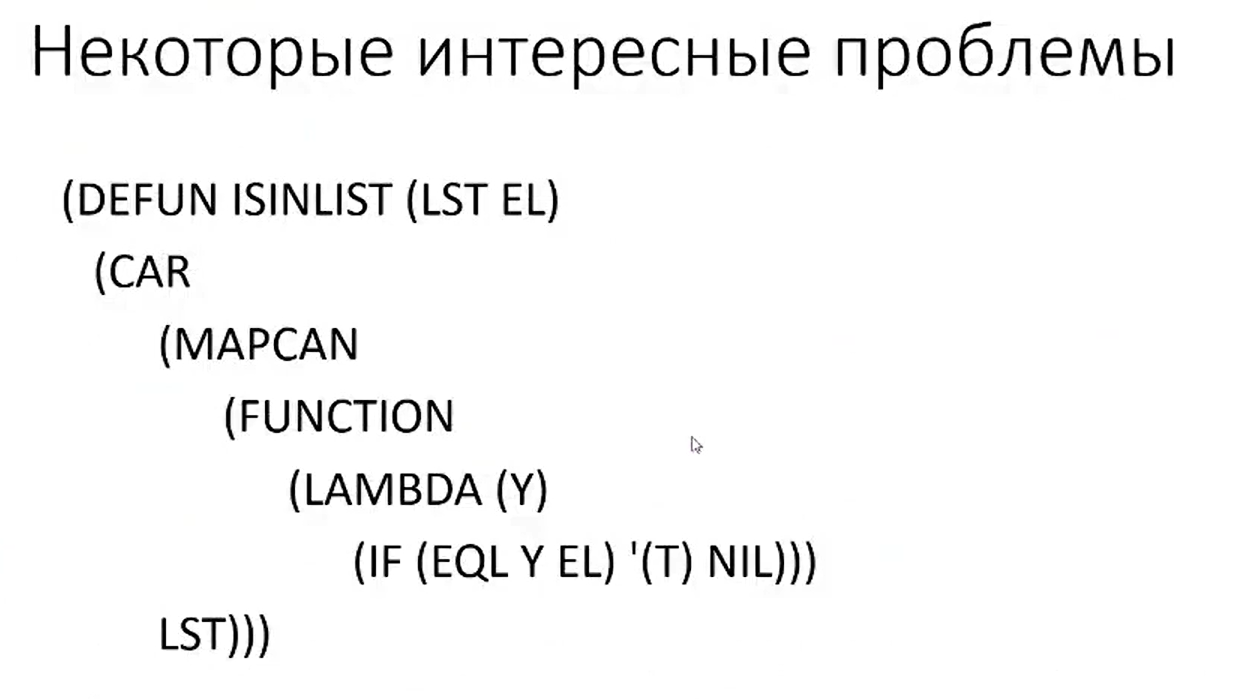 Некоторые интересные проблемы
(DEFUN ISINLIST (LST EL)
(CAR
(MAPCAN
(FUNCTION
(LAMBDA (Y)
(IF (EQL Y EL) '(T) NIL)))
LST)))